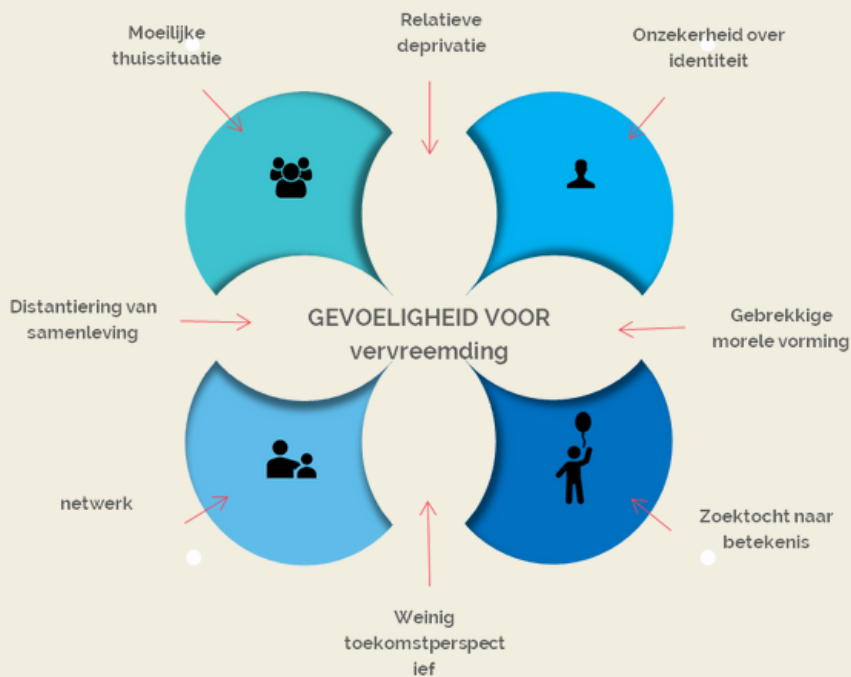 Moeilijke
thuissituatie
Relatieve
deprivatie
Onzekerheid over
identiteit
Distantiering van
samenleving
GEVOELIGHEID VOOR
vervreemding
Gebrekkige
morele vorming
netwerk
Zoektocht naar
betekenis
Weinig
toekomstperspect
ief